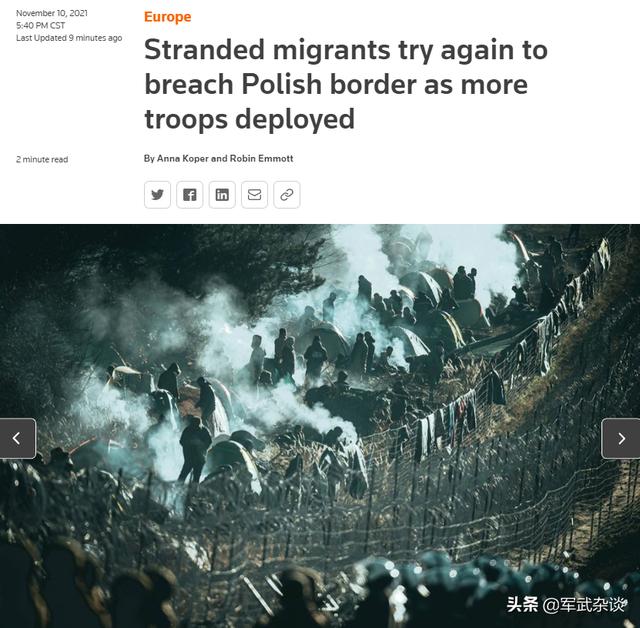 November 10, 2021
5:40 PM CST
Last Updated 9 minutes ago
Europe
Stranded migrants try again to
breach Polish border as more
troops deployed
2 minute read
By Anna Koper and Robin Emmott
头条 @军武杂谈